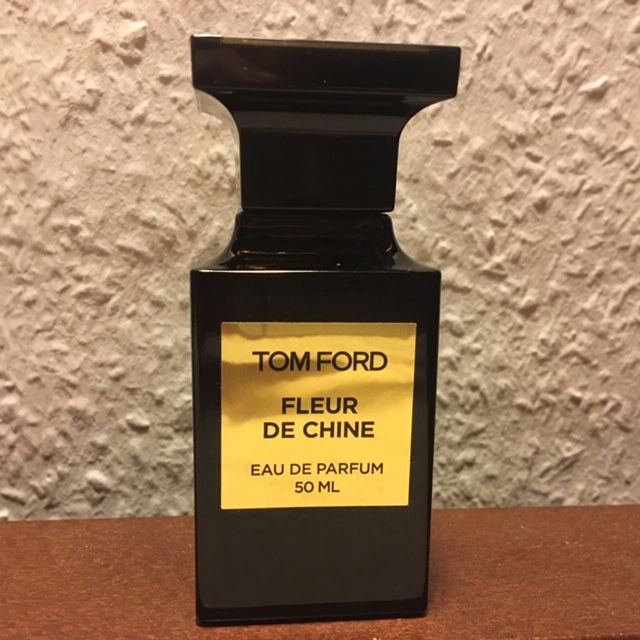 TOM FORD
FLEUR
DE CHINE
EAU DE PARFUM
50 ML